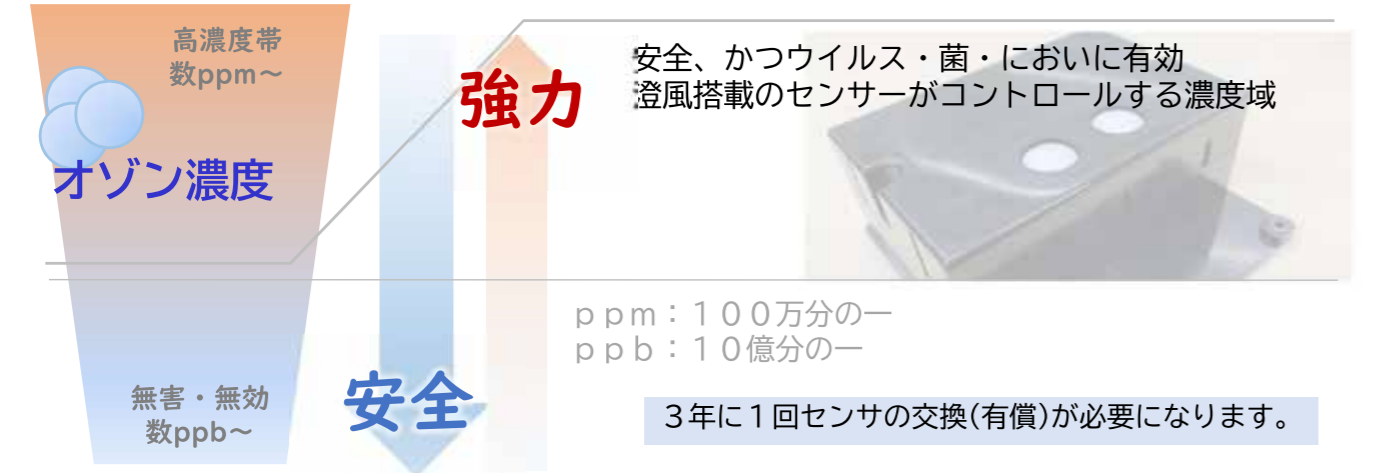 高濃度帯
数ppm～
オゾン濃度
強力
安全、かつウイルス・菌・においに有効
澄風搭載のセンサーがコントロールする濃度域
ｐｐｍ：１００万分の一
ｐｐｂ：１０億分の一
無害・無効
数ppb～
安全
３年に１回センサの交換(有償)が必要になります。